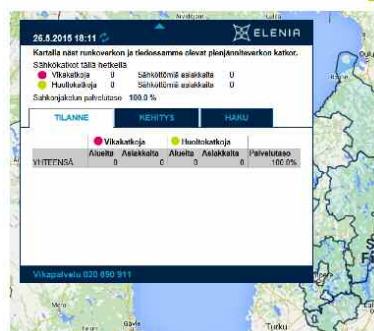 26.5.2015 18:11
ELENIA
Kartalla näet runkoverkon ja tiedossamme olevat pienjänniteverkon katkot.
Sähkökatkot tällä hetkellä
Vikakatkoja 0 Sähköttömiä asiakkaita 0
Huoltokatkoja 0 Sähköttömiä asiakkaita 0
Sähkönjakelun palvelutaso 100.0 %
TILANNE KEHITYS HAKU
Vikakatkoja Huoltokatkoja
Alueita Asiakkaita Alueita Asiakkaita Palvelutaso
YHTEENSÄ 0 0 0 0 100.0%
Vikapalvelu 020 690 911
Gävle
Turku